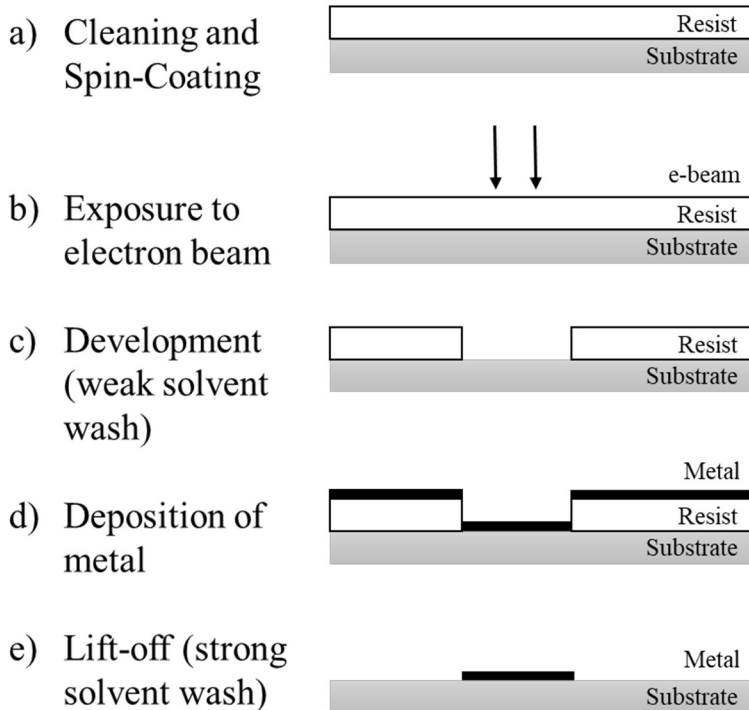 a) Cleaning and
Spin-Coating
Resist
Substrate
b) Exposure to
electron beam
e-beam
Resist
Substrate
c) Development
(weak solvent
wash)
Resist
Substrate
d) Deposition of
metal
Metal
Resist
Substrate
e) Lift-off (strong
solvent wash)
Metal
Substrate